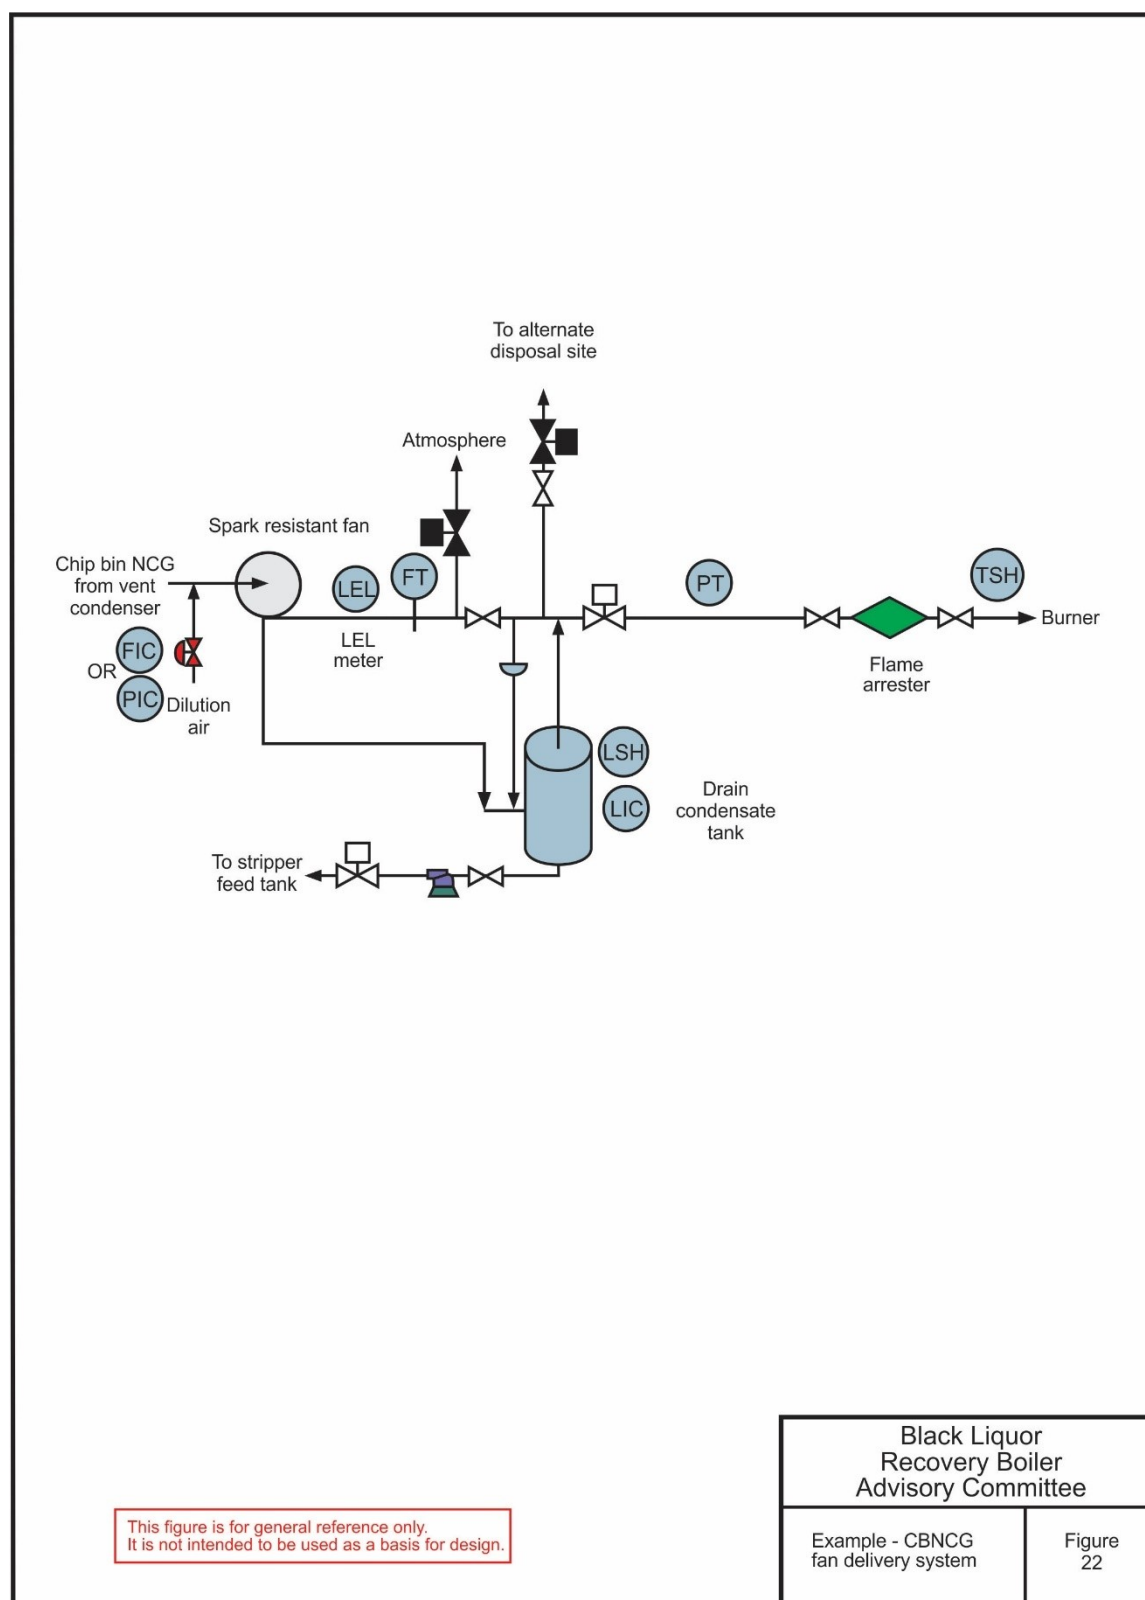 To alternate
disposal site
Atmosphere
Spark resistant fan
Chip bin NCG
from vent
condenser
LEL
FT
PT
TSH
Burner
LEL
meter
Flame
arrester
FIC
OR
PIC
Dilution
air
LSH
LIC
Drain
condensate
tank
To stripper
feed tank
This figure is for general reference only.
It is not intended to be used as a basis for design.
Black Liquor
Recovery Boiler
Advisory Committee
Example - CBNCG
fan delivery system
Figure
22